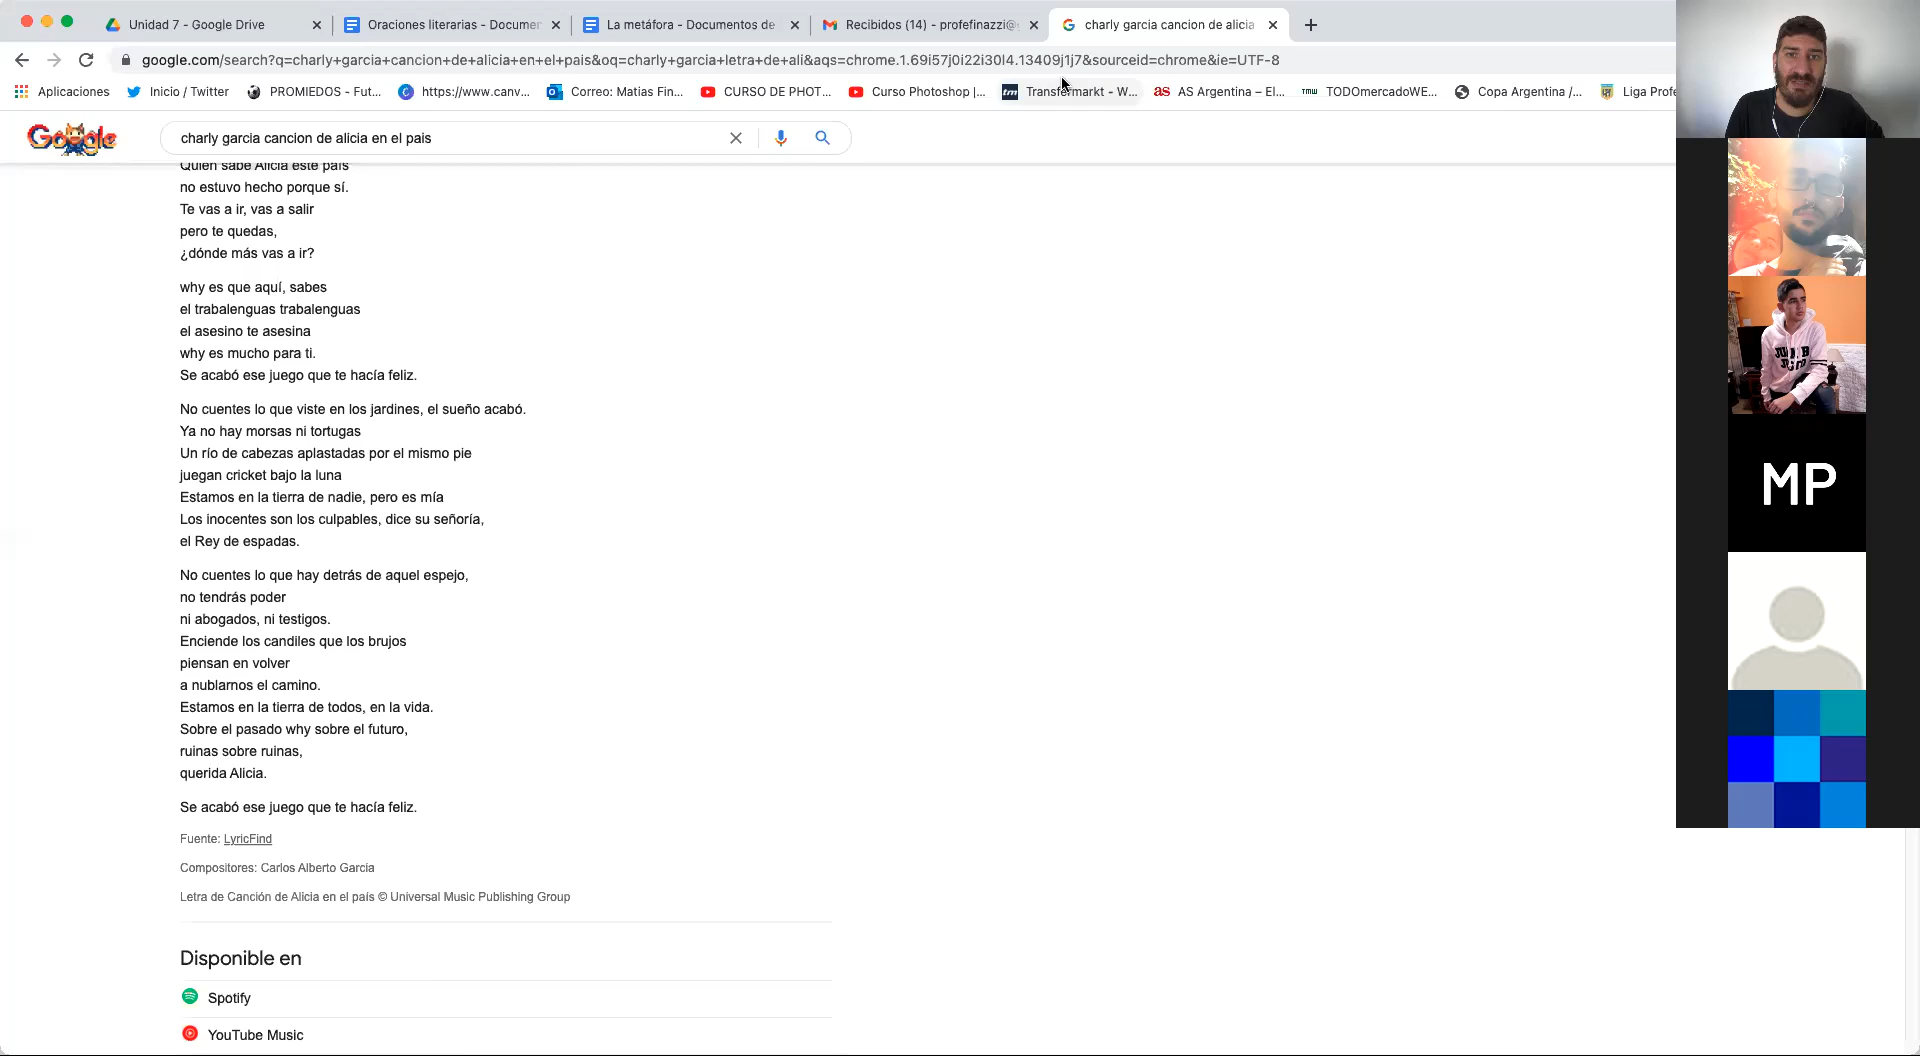 Unidad 7 - Google Drive
Oraciones literarias - Documen
La metáfora - Documentos de
Recibidos (14) - profefinazzi@
charly garcia cancion de alicia
google.com/search?q=charly+garcia+cancion+de+alicia+en+el+pais&oq=charly+garcia+letra+de+ali&aqs=chrome.1.69i57j0i22i30l4.13409j1j7&sourceid=chrome&ie=UTF-8
Aplicaciones
Inicio / Twitter
PROMIEDOS - Fut...
https://www.canv...
Correo: Matias Fin...
CURSO DE PHOT...
Curso Photoshop |...
tm
Transfermarkt - W...
as
AS Argentina – El...
TMW
TODOmercadoWE...
Copa Argentina /...
Liga Profe
Google
charly garcia cancion de alicia en el pais
Quién sabe Alicia este país
no estuvo hecho porque sí.
Te vas a ir, vas a salir
pero te quedas,
¿dónde más vas a ir?
why es que aquí, sabes
el trabalenguas trabalenguas
el asesino te asesina
why es mucho para ti.
Se acabó ese juego que te hacía feliz.
No cuentes lo que viste en los jardines, el sueño acabó.
Ya no hay morsas ni tortugas
Un río de cabezas aplastadas por el mismo pie
juegan cricket bajo la luna
Estamos en la tierra de nadie, pero es mía
Los inocentes son los culpables, dice su señoría,
el Rey de espadas.
No cuentes lo que hay detrás de aquel espejo,
no tendrás poder
ni abogados, ni testigos.
Enciende los candiles que los brujos
piensan en volver
a nublarnos el camino.
Estamos en la tierra de todos, en la vida.
Sobre el pasado why sobre el futuro,
ruinas sobre ruinas,
querida Alicia.
Se acabó ese juego que te hacía feliz.
Fuente: LyricFind
Compositores: Carlos Alberto Garcia
Letra de Canción de Alicia en el país © Universal Music Publishing Group
Disponible en
Spotify
YouTube Music
MP